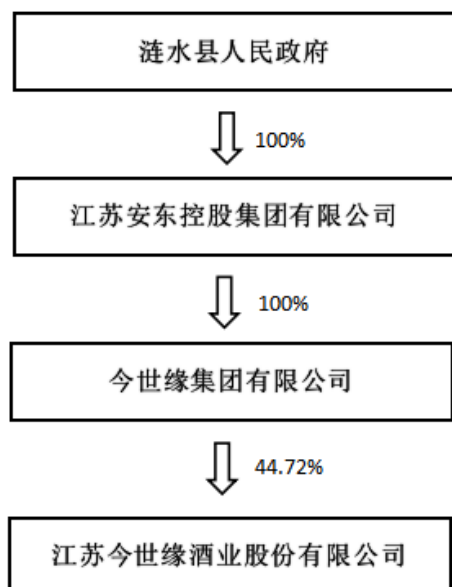 涟水县人民政府
100%
江苏安东控股集团有限公司
100%
今世缘集团有限公司
44.72%
江苏今世缘酒业股份有限公司